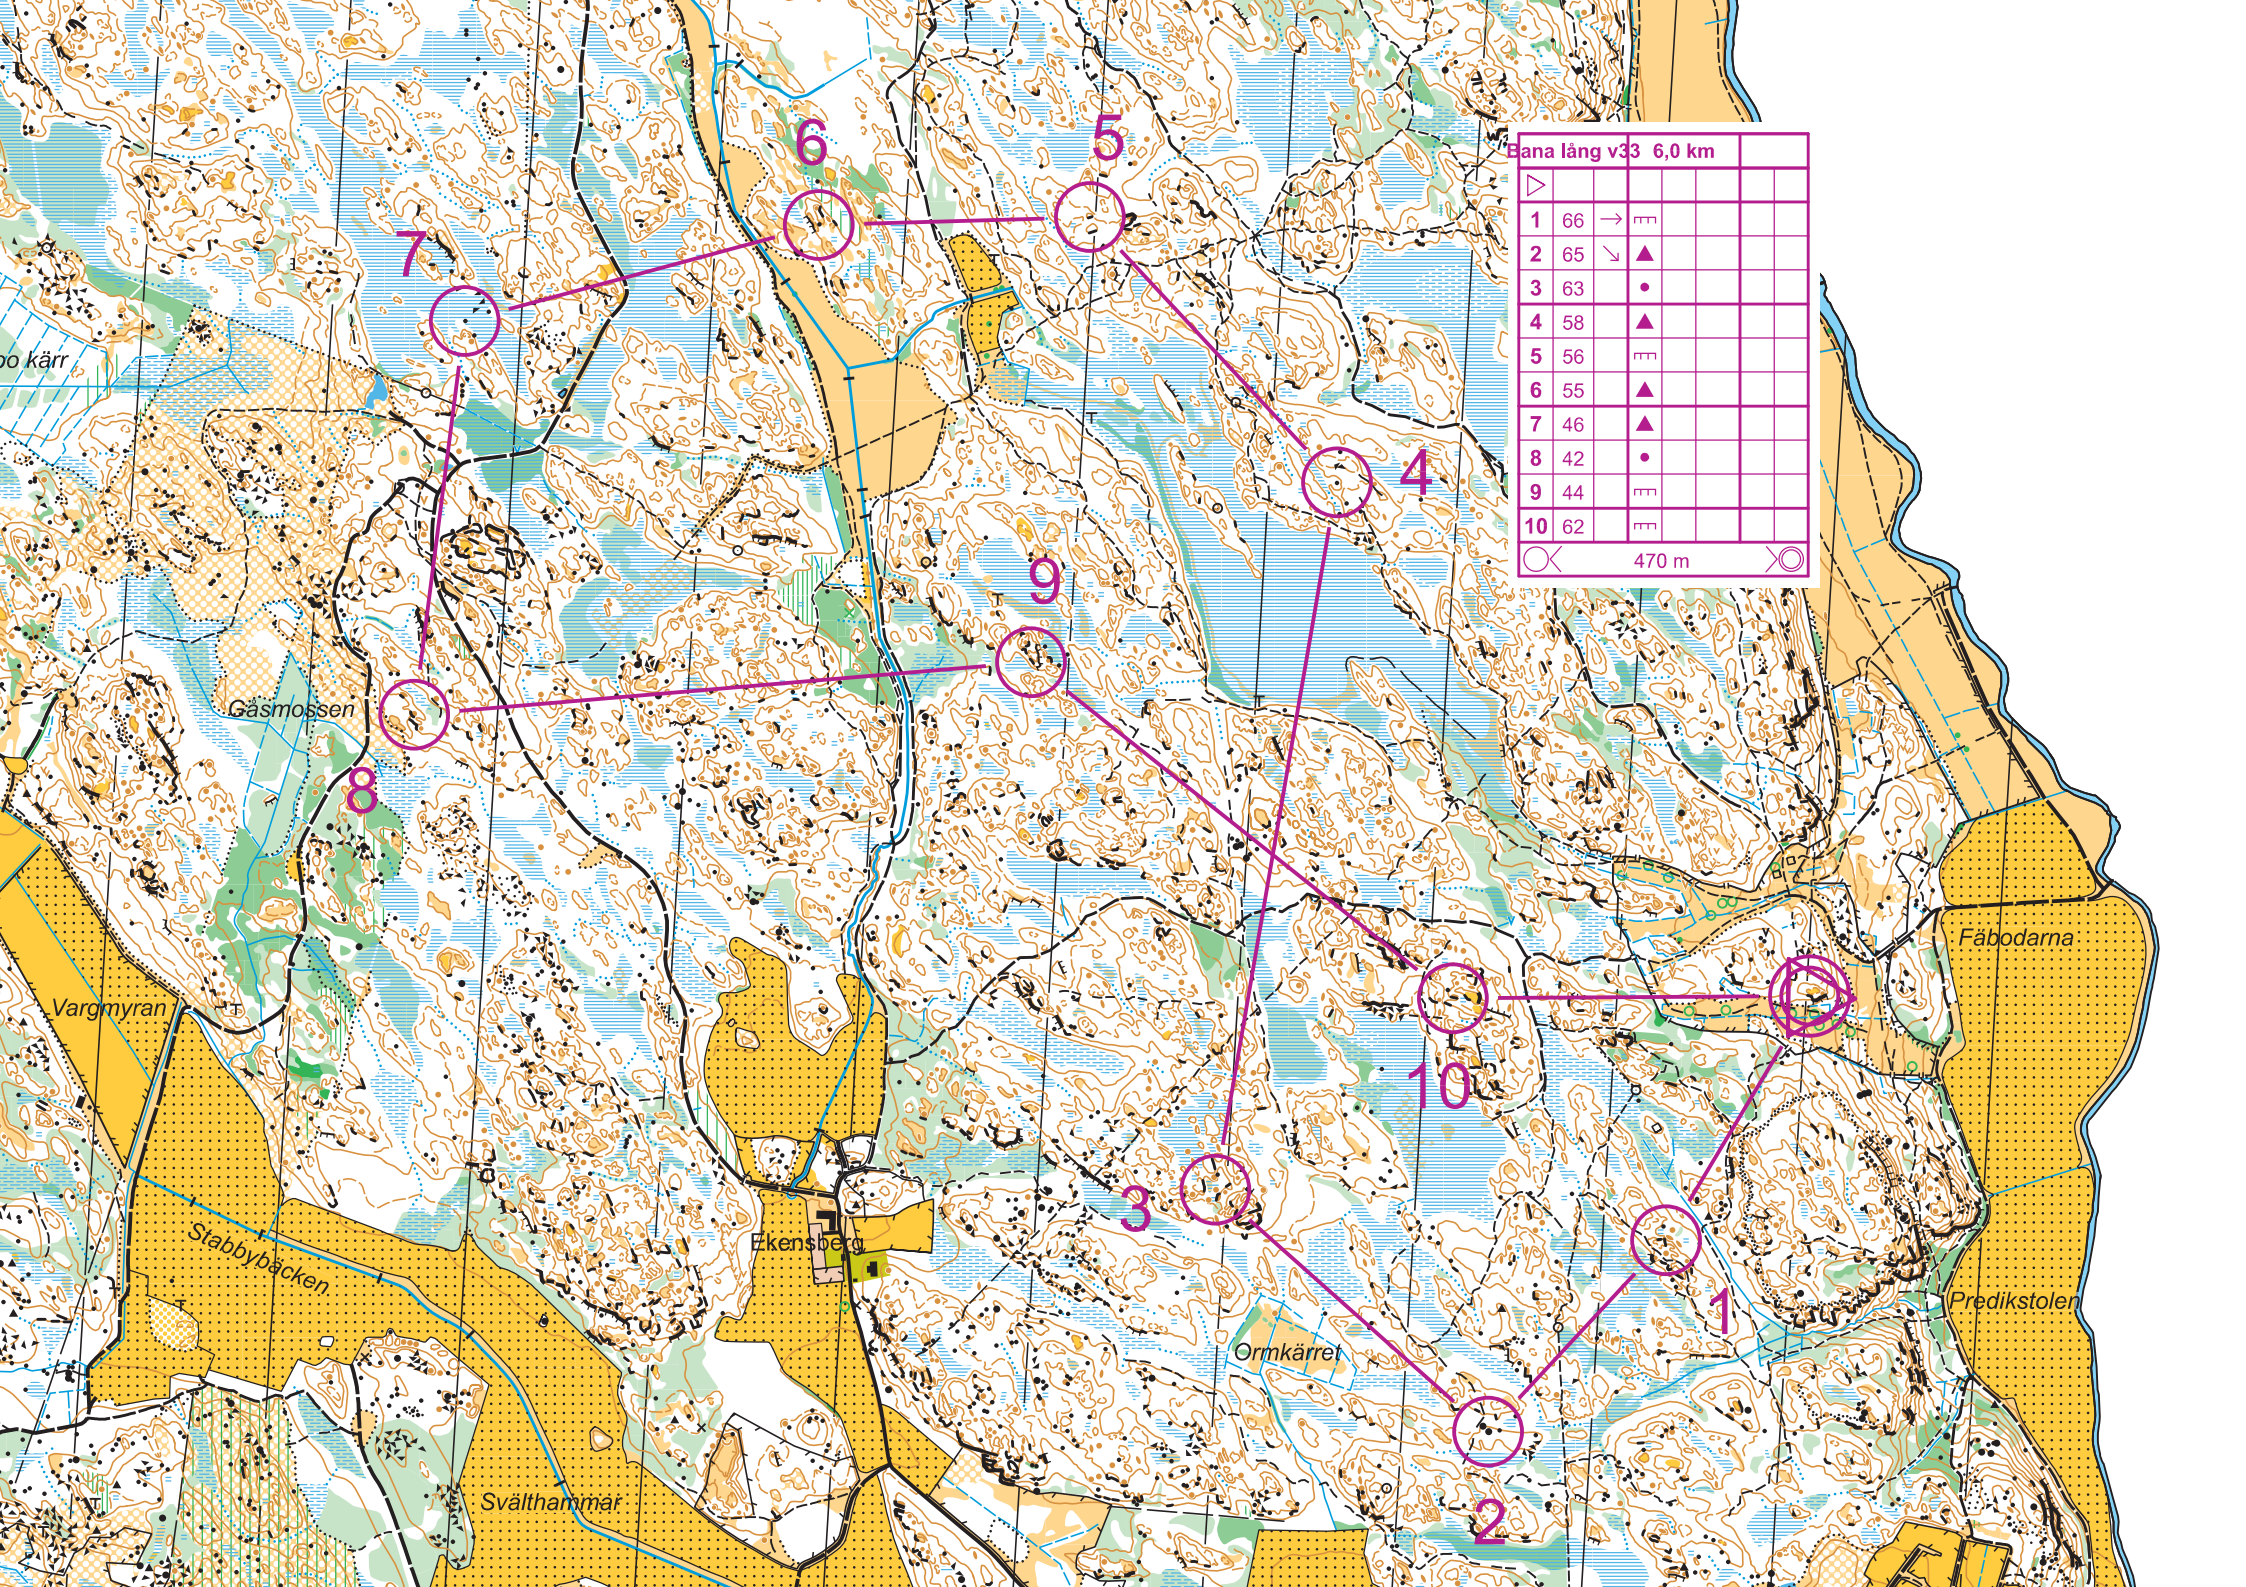 6
5
7
Bana lång v33 6,0 km
1 66
2 65
3 63
4 58
5 56
6 55
7 46
8 42
9 44
10 62
470 m
o kärr
4
9
Gåsmossen
8
Fäbodarna
Vargmyran
10
3
Ekensberg
Stabbybäcken
1
Predikstolen
Ormkärret
Svälthammar
2